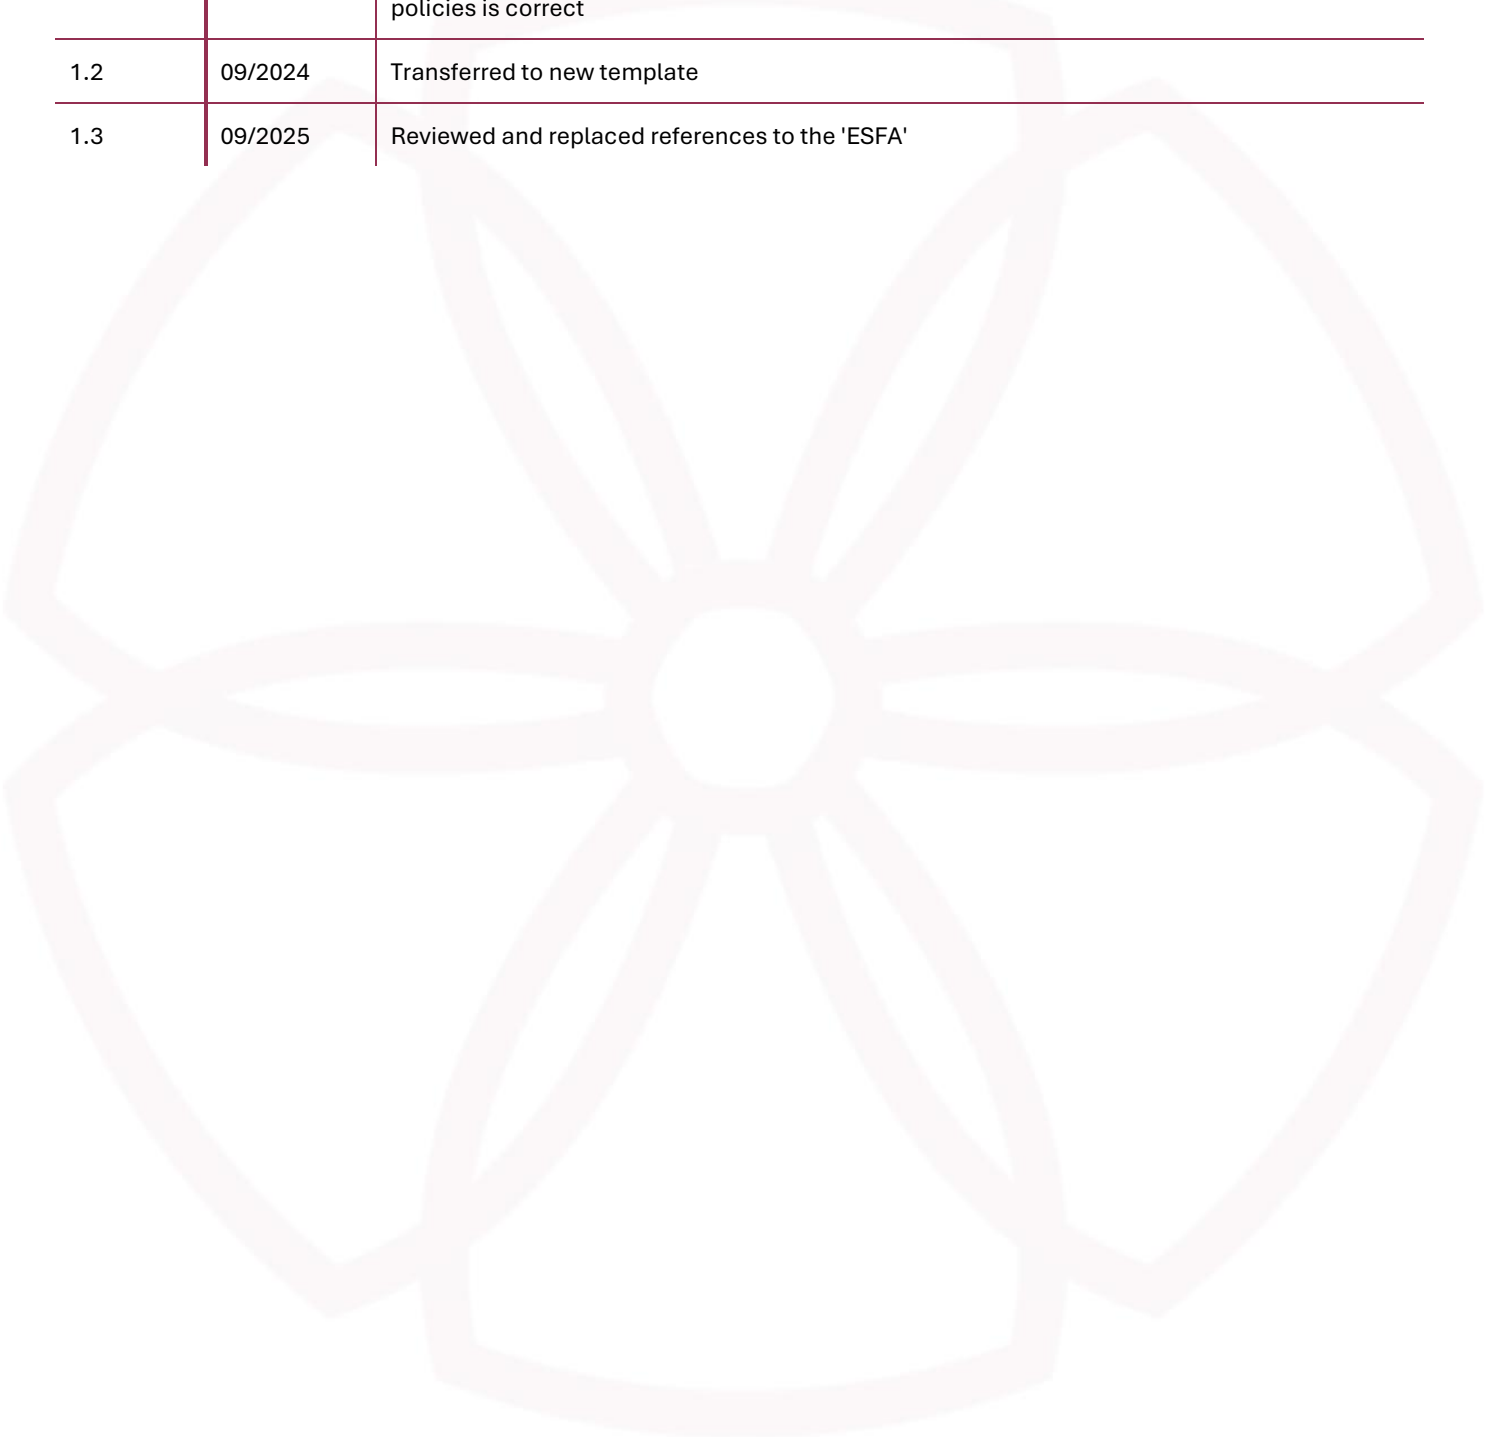 policies is correct
1.2 09/2024 Transferred to new template
1.3 09/2025 Reviewed and replaced references to the 'ESFA'